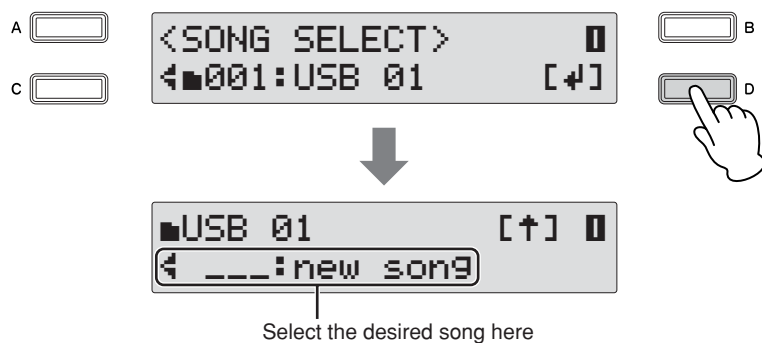 A
<SONG SELECT>
B
C
001:USB 01 [↲]
D
USB 01 [↑]
___:new song
Select the desired song here